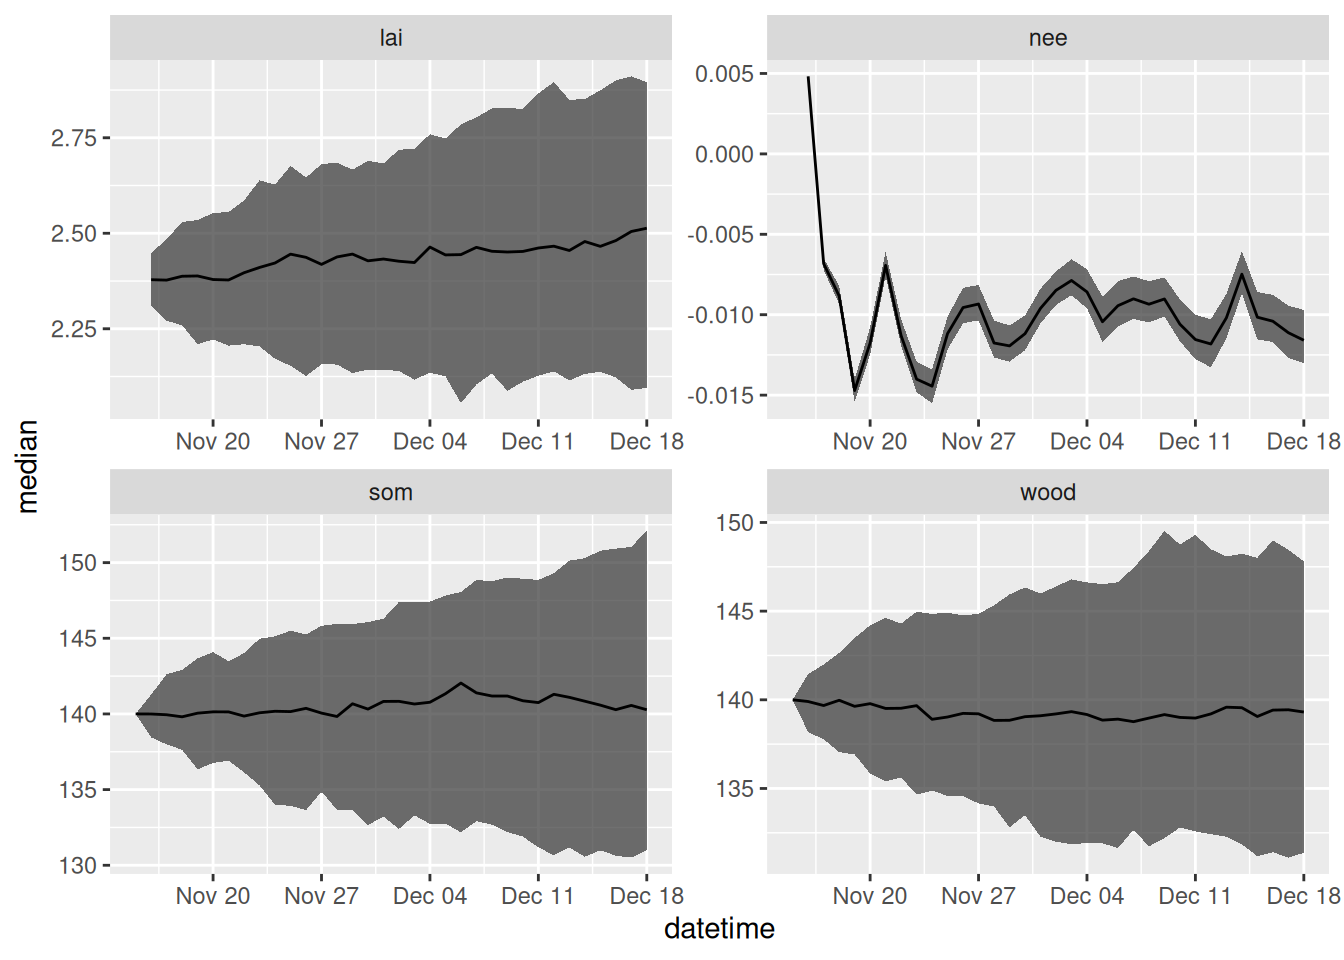 lai
nee
2.75
2.50
2.25
0.005
0.000
-0.005
-0.010
-0.015
Nov 20 Nov 27 Dec 04 Dec 11 Dec 18
Nov 20 Nov 27 Dec 04 Dec 11 Dec 18
median
som
wood
150
145
140
135
130
150
145
140
135
Nov 20 Nov 27 Dec 04 Dec 11 Dec 18
Nov 20 Nov 27 Dec 04 Dec 11 Dec 18
datetime